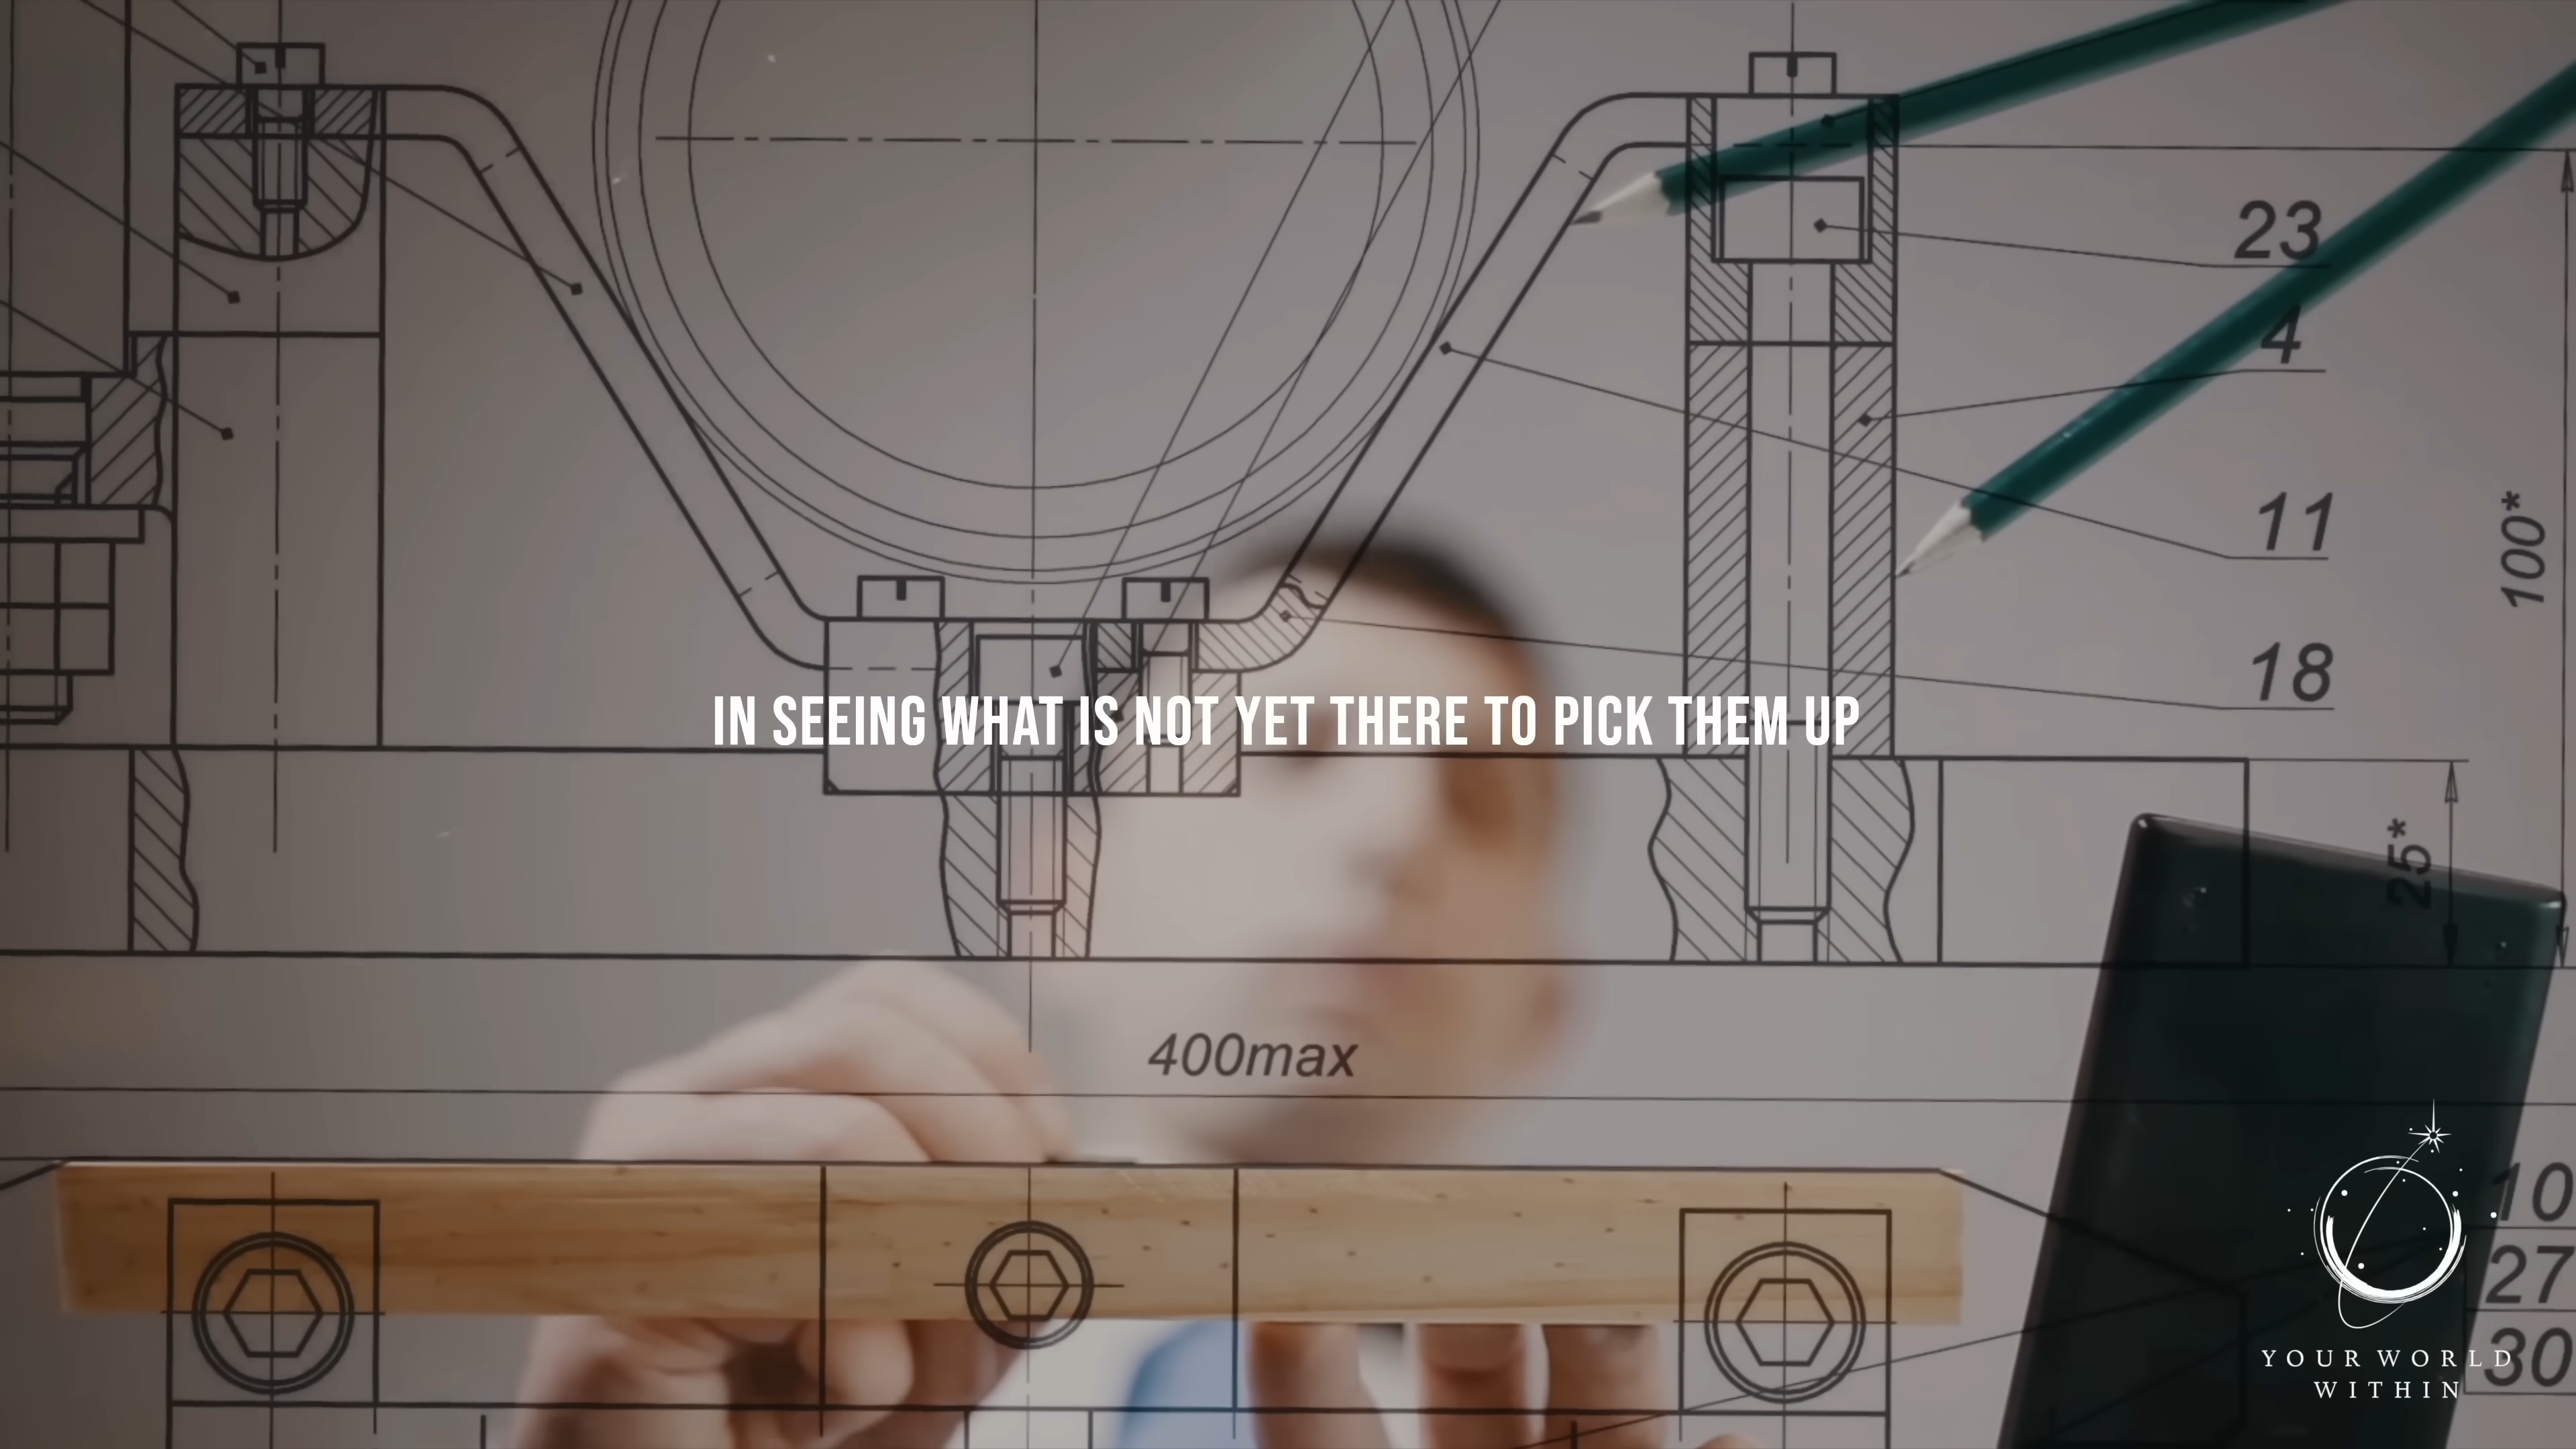 23
4
11
100*
18
IN SEEING WHAT IS NOT YET THERE TO PICK THEM UP
25*
400max
10
27
30
YOUR WORLD
WITHIN